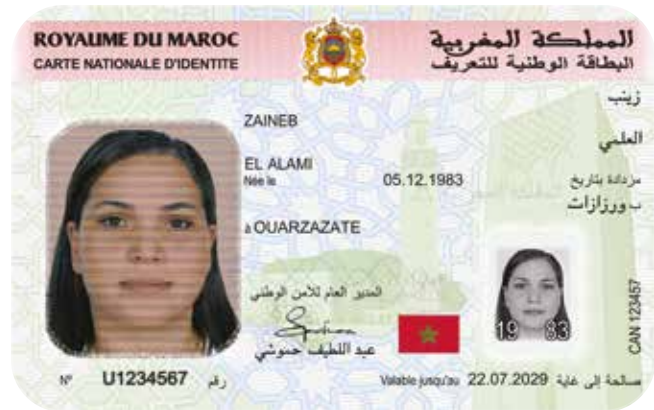 ROYAUME DU MAROC
المملكة المغربية
CARTE NATIONALE D'IDENTITE
البطاقة الوطنية للتعريف
ZAINEB
زينب
EL ALAMI
العلمي
Née le 05.12.1983 مزدادة بتاريخ
à OUARZAZATE
ب ورزازات
المدير العام للأمن الوطني
عبد اللطيف حموشي
19 83
CAN 123457
N° U1234567 رقم
Valable jusqu'au 22.07.2029 صالحة إلى غاية